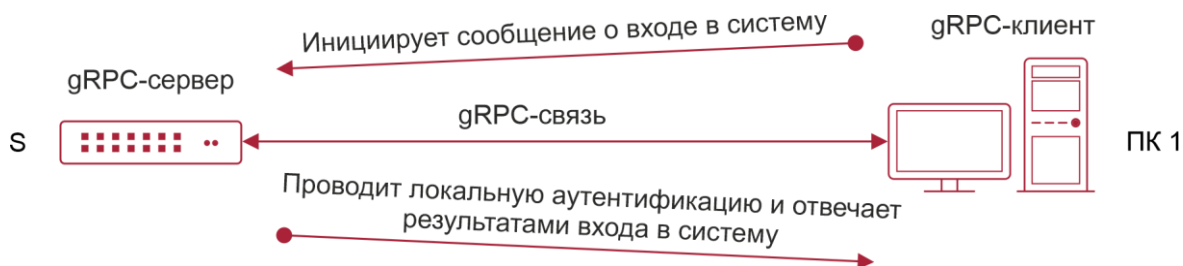 Инициирует сообщение о входе в систему
gRPC-клиент
gRPC-сервер
gRPC-связь
S
ПК 1
Проводит локальную аутентификацию и отвечает
результатами входа в систему